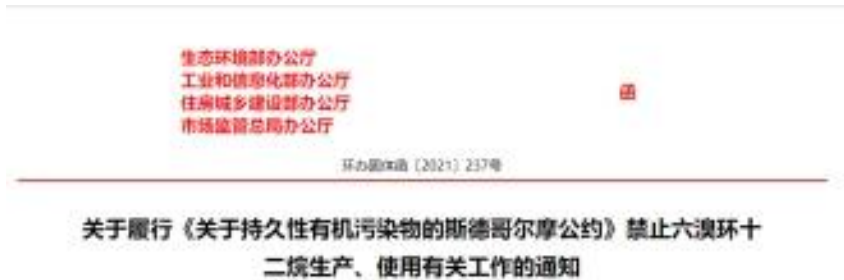 生态环境部办公厅
工业和信息化部办公厅
住房城乡建设部办公厅
市场监管总局办公厅
函
环办固体函〔2021〕237号
关于履行《关于持久性有机污染物的斯德哥尔摩公约》禁止六溴环十
二烷生产、使用有关工作的通知